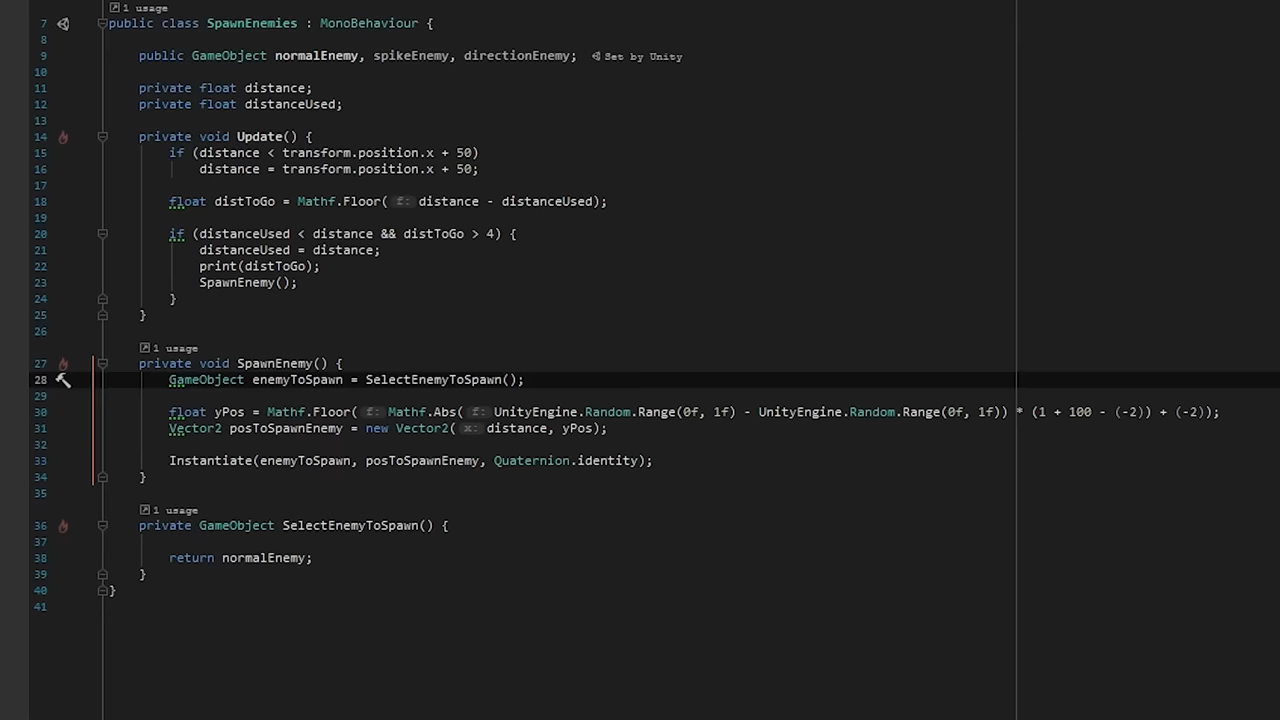 1 usage
7 public class SpawnEnemies : MonoBehaviour {
8
9 public GameObject normalEnemy, spikeEnemy, directionEnemy; Set by Unity
10
11 private float distance;
12 private float distanceUsed;
13
14 private void Update() {
15 if (distance < transform.position.x + 50)
16 distance = transform.position.x + 50;
17
18 float distToGo = Mathf.Floor( f: distance - distanceUsed);
19
20 if (distanceUsed < distance && distToGo > 4) {
21 distanceUsed = distance;
22 print(distToGo);
23 SpawnEnemy();
24 }
25 }
26
1 usage
27 private void SpawnEnemy() {
28 GameObject enemyToSpawn = SelectEnemyToSpawn();
29
30 float yPos = Mathf.Floor( f: Mathf.Abs( f: UnityEngine.Random.Range(0f, 1f) - UnityEngine.Random.Range(0f, 1f)) * (1 + 100 - (-2)) + (-2));
31 Vector2 posToSpawnEnemy = new Vector2( x: distance, yPos);
32
33 Instantiate(enemyToSpawn, posToSpawnEnemy, Quaternion.identity);
34 }
35
1 usage
36 private GameObject SelectEnemyToSpawn() {
37
38 return normalEnemy;
39 }
40 }
41